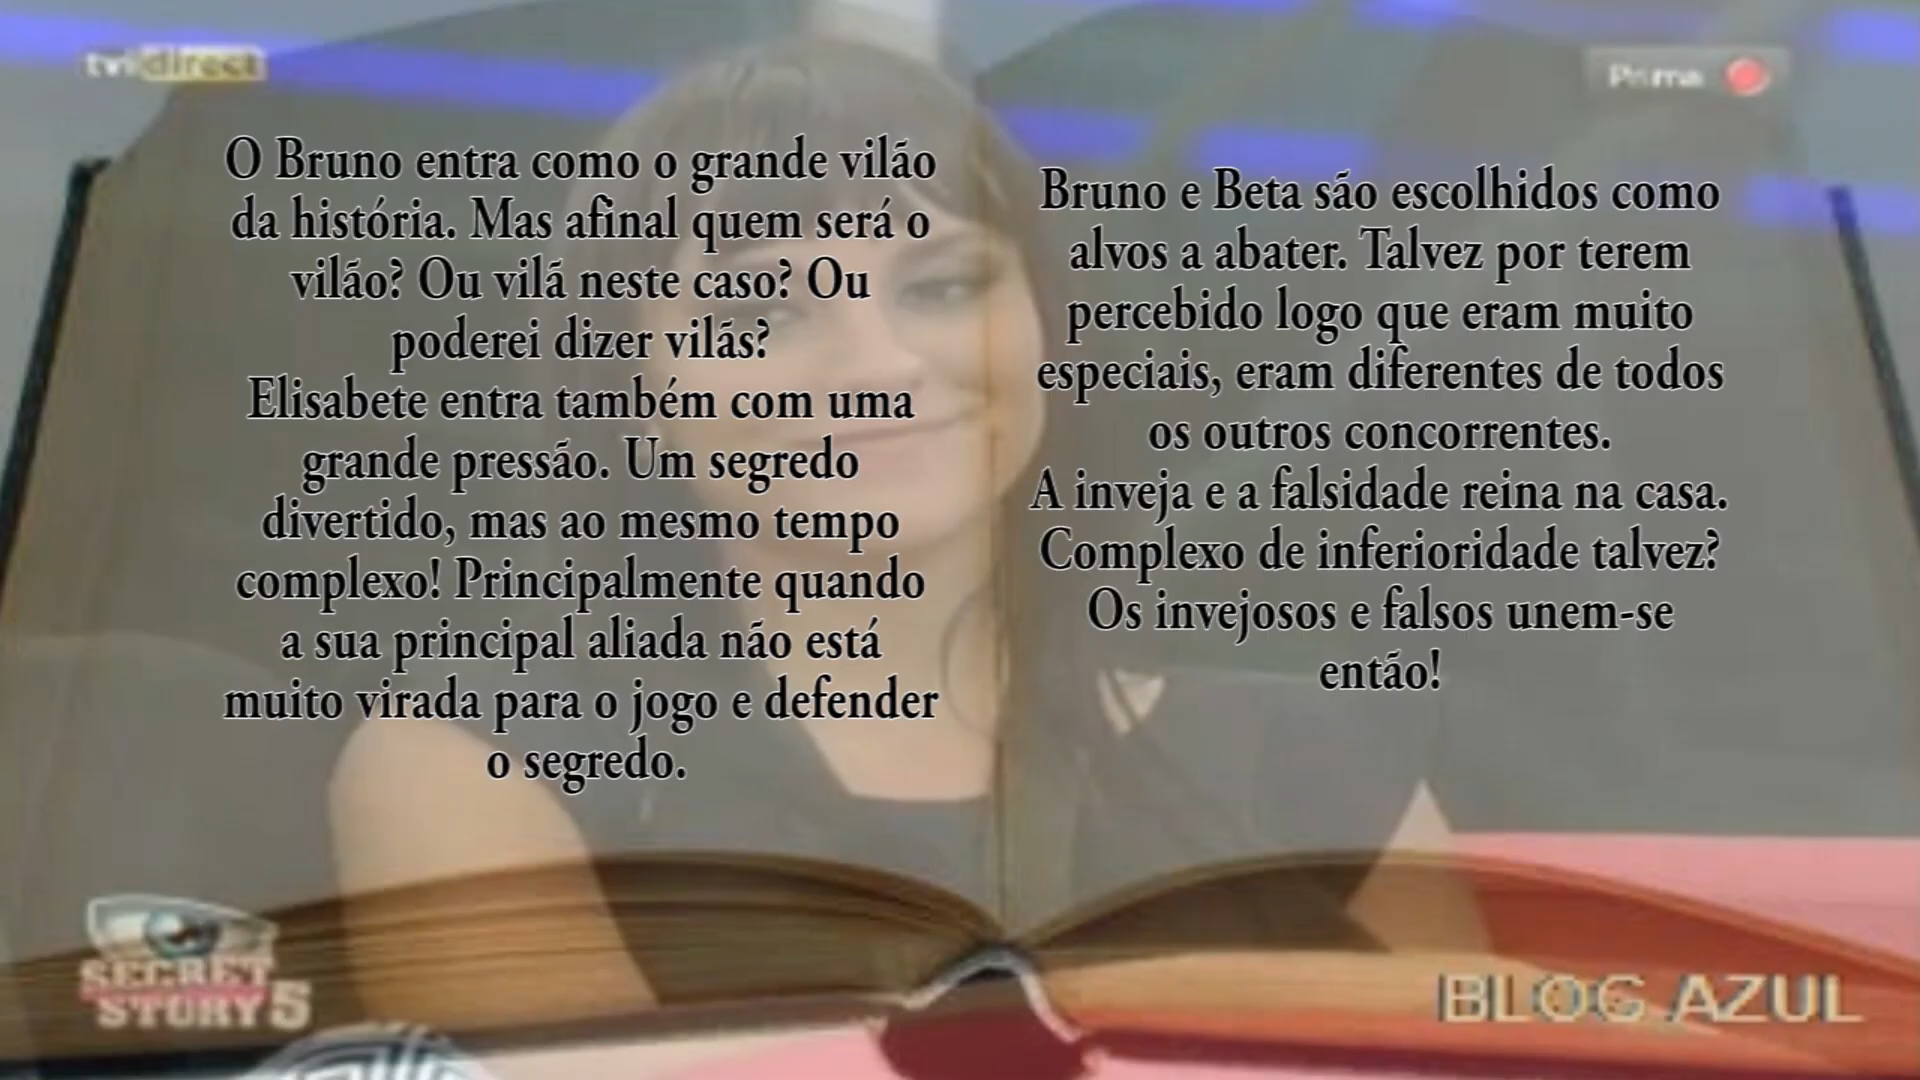 tvi direct
Prima
O Bruno entra como o grande vilão
da história. Mas afinal quem será o
vilão? Ou vilã neste caso? Ou
poderei dizer vilãs?
Elisabete entra também com uma
grande pressão. Um segredo
divertido, mas ao mesmo tempo
complexo! Principalmente quando
a sua principal aliada não está
muito virada para o jogo e defender
o segredo.
Bruno e Beta são escolhidos como
alvos a abater. Talvez por terem
percebido logo que eram muito
especiais, eram diferentes de todos
os outros concorrentes.
A inveja e a falsidade reina na casa.
Complexo de inferioridade talvez?
Os invejosos e falsos unem-se
então!
SECRET
STORY 5
BLOG AZUL